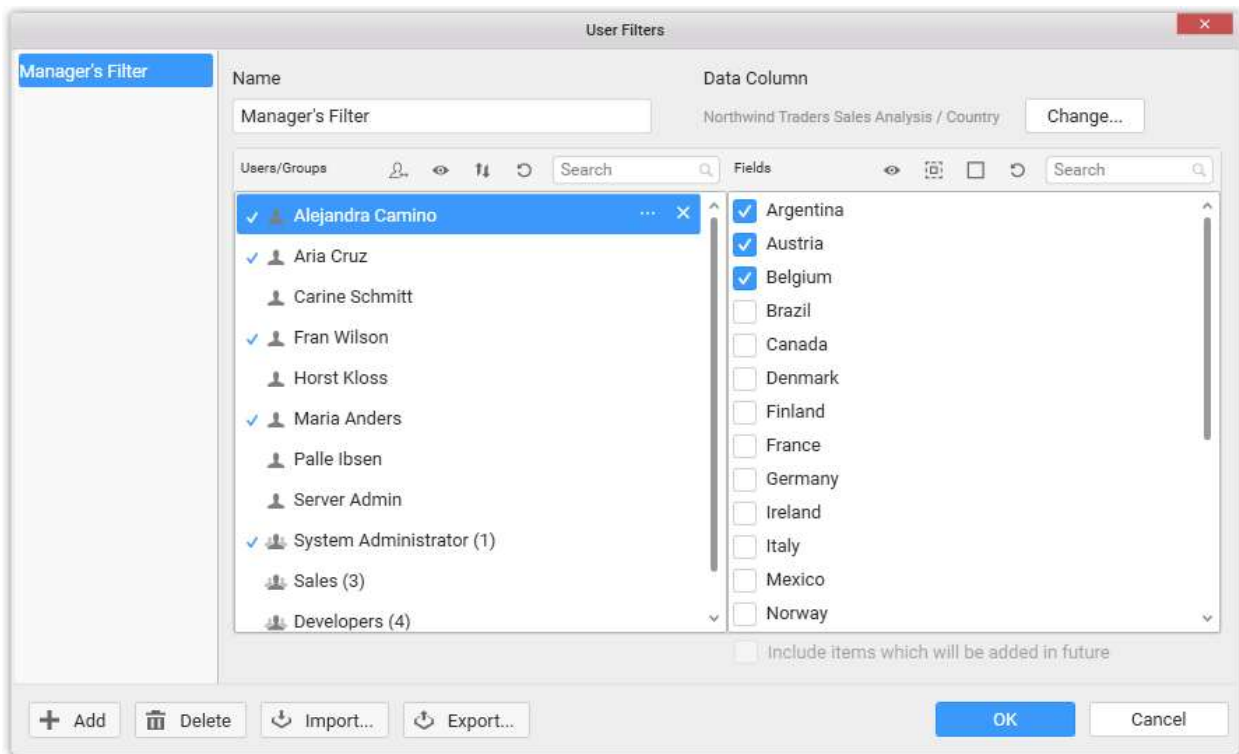 User Filters
Manager's Filter
Name
Data Column
Manager's Filter
Northwind Traders Sales Analysis / Country
Change...
Users/Groups
Search
Fields
Search
Alejandra Camino
Aria Cruz
Carine Schmitt
Fran Wilson
Horst Kloss
Maria Anders
Palle Ibsen
Server Admin
System Administrator (1)
Sales (3)
Developers (4)
Argentina
Austria
Belgium
Brazil
Canada
Denmark
Finland
France
Germany
Ireland
Italy
Mexico
Norway
Include items which will be added in future
Add
Delete
Import...
Export...
OK
Cancel